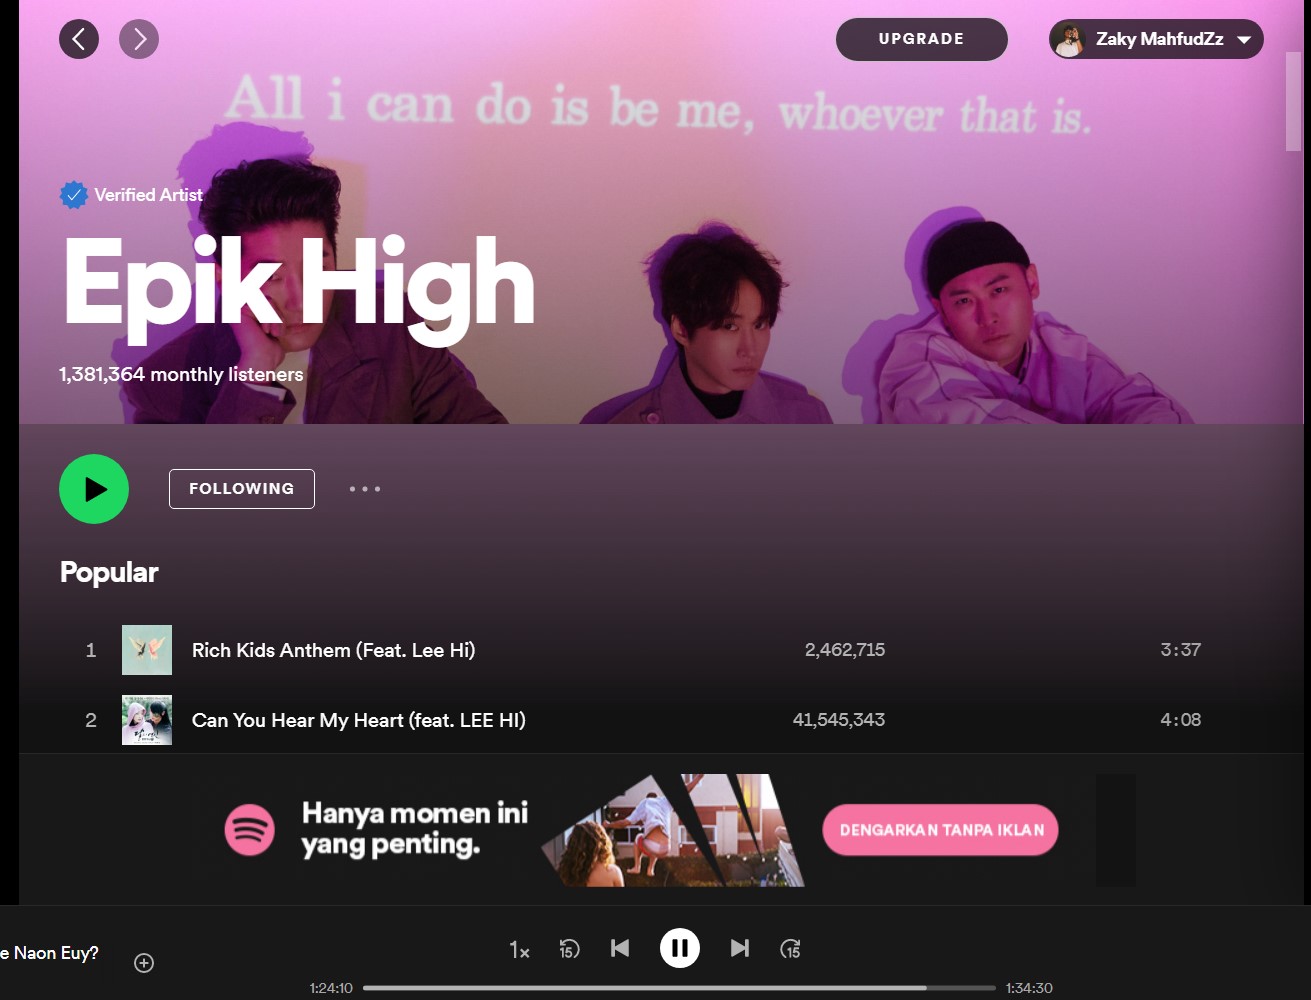 UPGRADE
Zaky MahfudZz
All i can do is be me, whoever that is.
Verified Artist
Epik High
1,381,364 monthly listeners
FOLLOWING
Popular
1 Rich Kids Anthem (Feat. Lee Hi) 2,462,715 3:37
2 Can You Hear My Heart (feat. LEE HI) 41,545,343 4:08
Hanya momen ini
yang penting.
DENGARKAN TANPA IKLAN
e Naon Euy?
1x
15
15
1:24:10
1:34:30